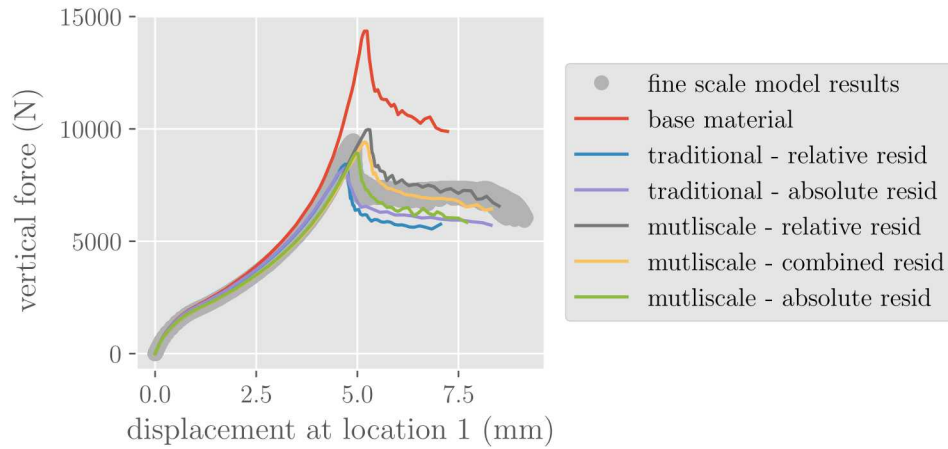 15000
10000
5000
0
vertical force (N)
0.0 2.5 5.0 7.5
displacement at location 1 (mm)
fine scale model results
base material
traditional - relative resid
traditional - absolute resid
mutliscale - relative resid
mutliscale - combined resid
mutliscale - absolute resid